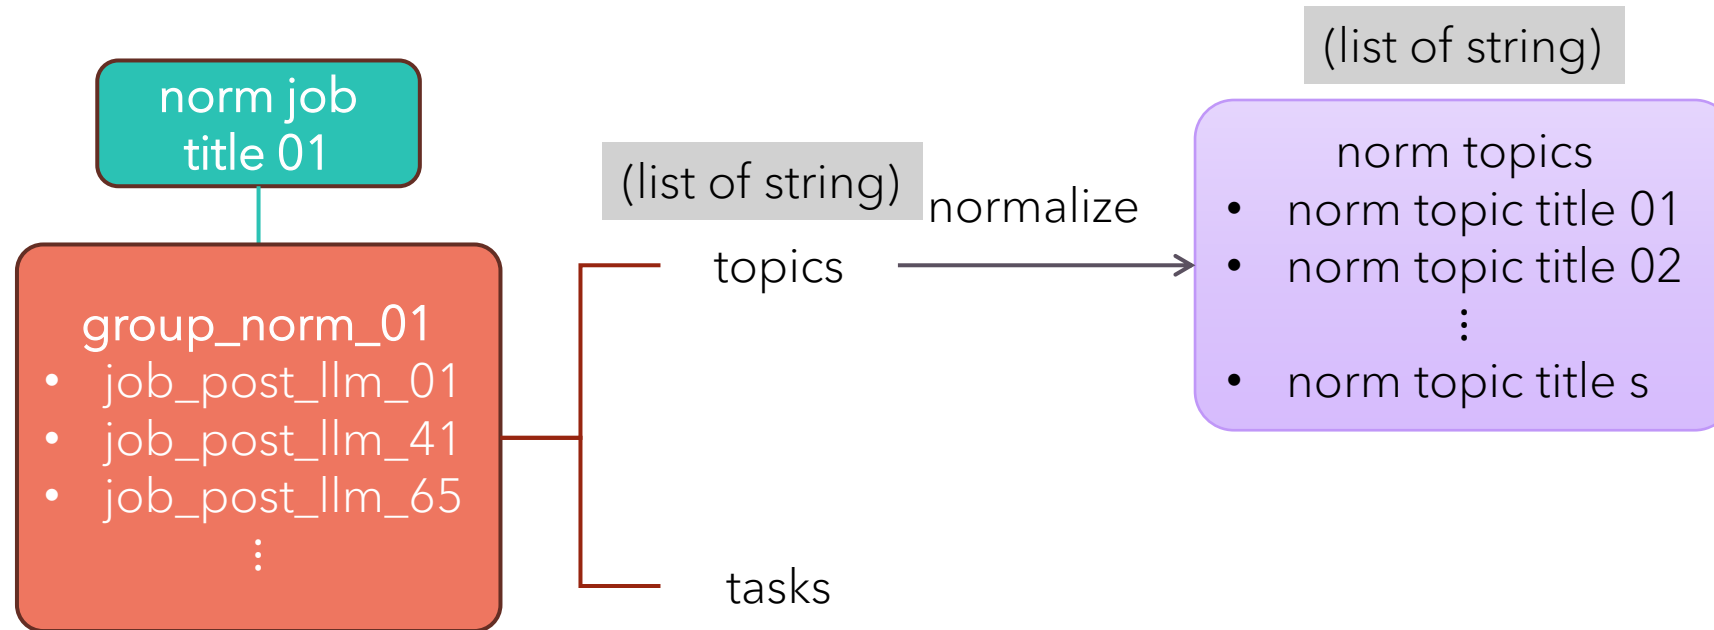 norm job
title 01
group_norm_01
• job_post_llm_01
• job_post_llm_41
• job_post_llm_65
⋮
(list of string)
topics
tasks
normalize
(list of string)
norm topics
• norm topic title 01
• norm topic title 02
⋮
• norm topic title s